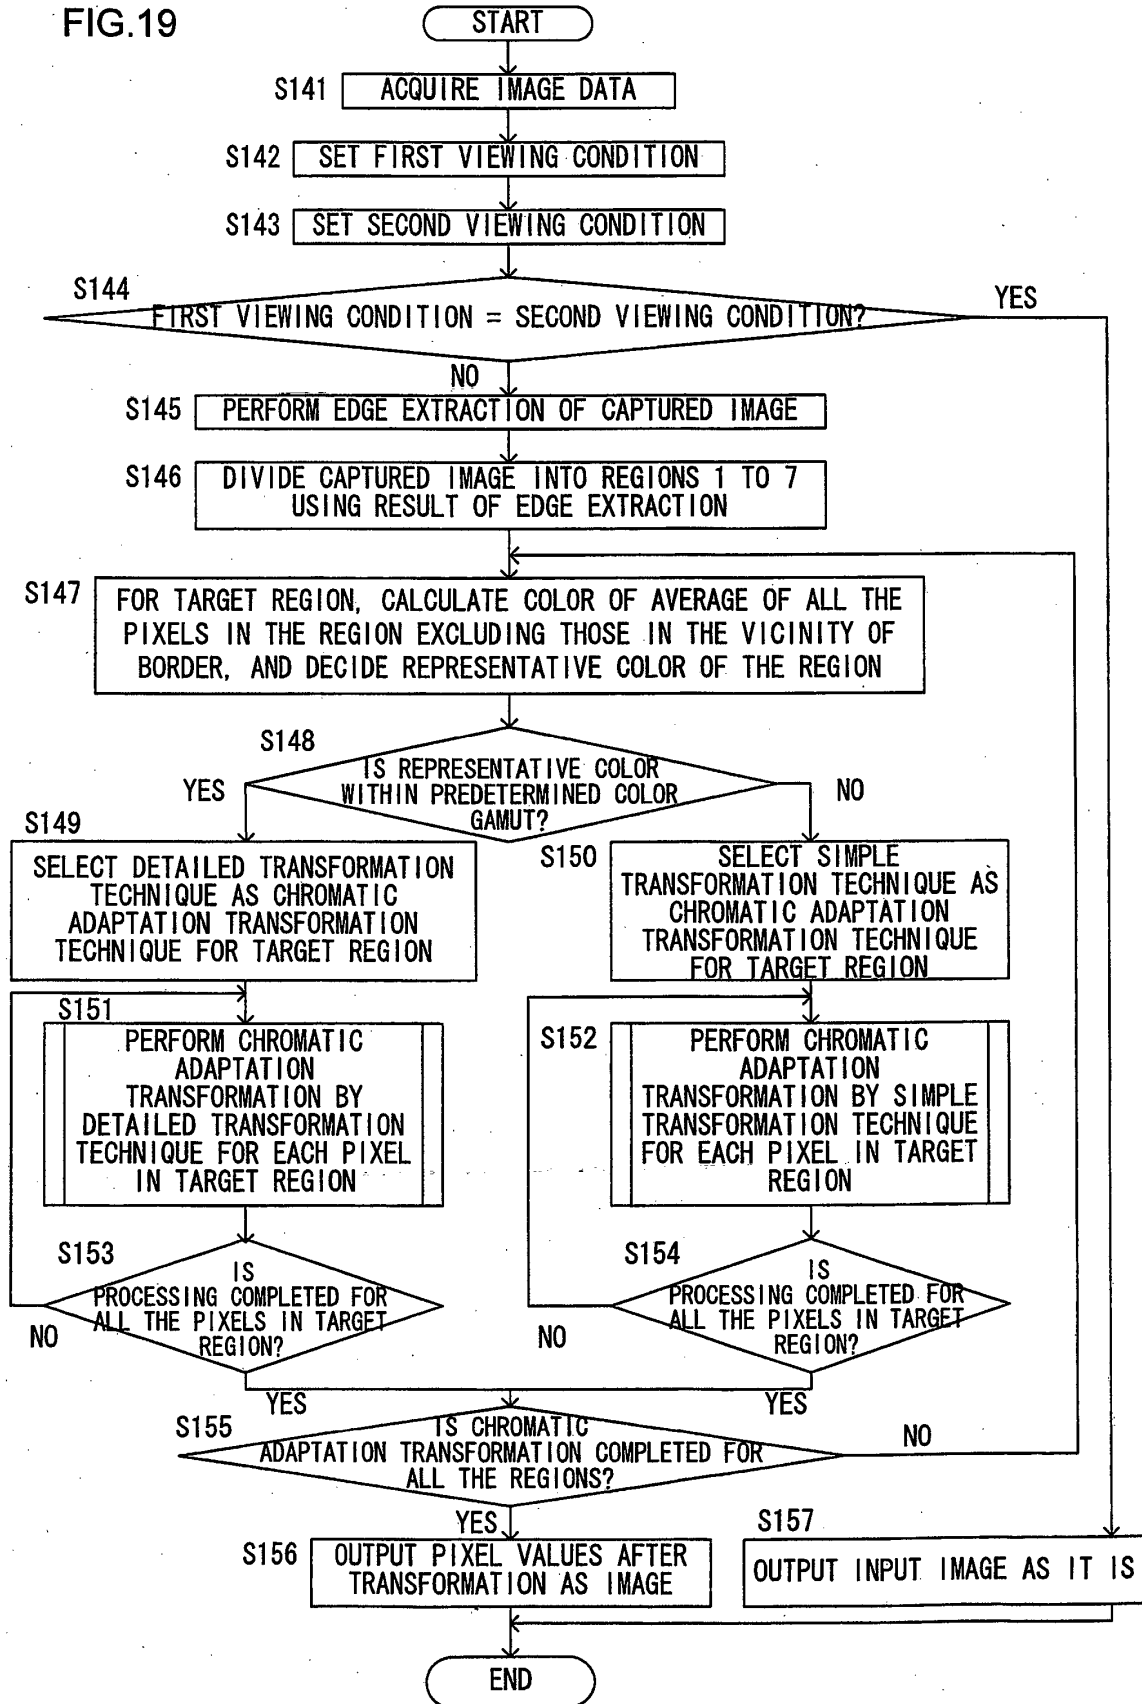 FIG.19
START
S141
ACQUIRE IMAGE DATA
S142
SET FIRST VIEWING CONDITION
S143
SET SECOND VIEWING CONDITION
S144
FIRST VIEWING CONDITION = SECOND VIEWING CONDITION?
YES
NO
S145
PERFORM EDGE EXTRACTION OF CAPTURED IMAGE
S146
DIVIDE CAPTURED IMAGE INTO REGIONS 1 TO 7
USING RESULT OF EDGE EXTRACTION
S147
FOR TARGET REGION, CALCULATE COLOR OF AVERAGE OF ALL THE
PIXELS IN THE REGION EXCLUDING THOSE IN THE VICINITY OF
BORDER, AND DECIDE REPRESENTATIVE COLOR OF THE REGION
S148
IS REPRESENTATIVE COLOR
WITHIN PREDETERMINED COLOR
GAMUT?
YES
NO
S149
SELECT DETAILED TRANSFORMATION
TECHNIQUE AS CHROMATIC
ADAPTATION TRANSFORMATION
TECHNIQUE FOR TARGET REGION
S150
SELECT SIMPLE
TRANSFORMATION TECHNIQUE AS
CHROMATIC ADAPTATION
TRANSFORMATION TECHNIQUE
FOR TARGET REGION
S151
PERFORM CHROMATIC
ADAPTATION
TRANSFORMATION BY
DETAILED TRANSFORMATION
TECHNIQUE FOR EACH PIXEL
IN TARGET REGION
S152
PERFORM CHROMATIC
ADAPTATION
TRANSFORMATION BY SIMPLE
TRANSFORMATION TECHNIQUE
FOR EACH PIXEL IN TARGET
REGION
S153
IS
PROCESSING COMPLETED FOR
ALL THE PIXELS IN TARGET
REGION?
NO
YES
S154
IS
PROCESSING COMPLETED FOR
ALL THE PIXELS IN TARGET
REGION?
NO
YES
S155
IS CHROMATIC
ADAPTATION TRANSFORMATION COMPLETED FOR
ALL THE REGIONS?
NO
YES
S156
OUTPUT PIXEL VALUES AFTER
TRANSFORMATION AS IMAGE
S157
OUTPUT INPUT IMAGE AS IT IS
END